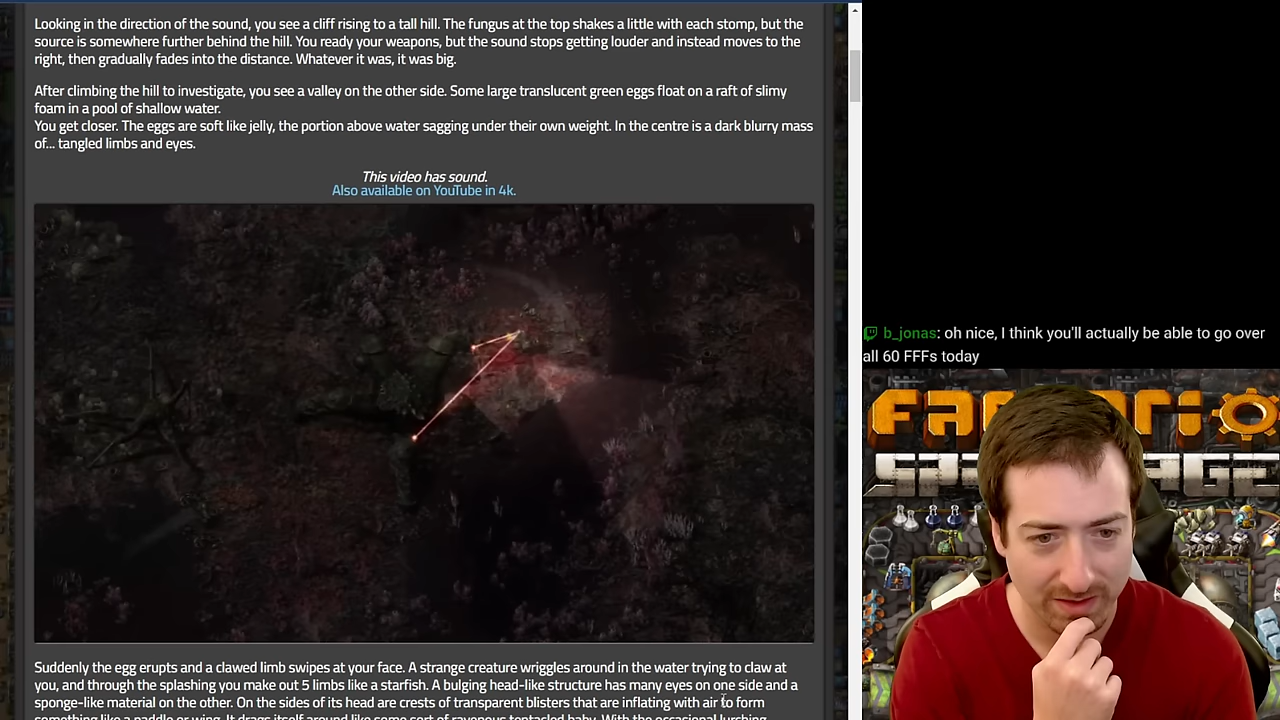 Looking in the direction of the sound, you see a cliff rising to a tall hill. The fungus at the top shakes a little with each stomp, but the
source is somewhere further behind the hill. You ready your weapons, but the sound stops getting louder and instead moves to the
right, then gradually fades into the distance. Whatever it was, it was big.
After climbing the hill to investigate, you see a valley on the other side. Some large translucent green eggs float on a raft of slimy
foam in a pool of shallow water.
You get closer. The eggs are soft like jelly, the portion above water sagging under their own weight. In the centre is a dark blurry mass
of... tangled limbs and eyes.
This video has sound.
Also available on YouTube in 4k.
Suddenly the egg erupts and a clawed limb swipes at your face. A strange creature wriggles around in the water trying to claw at
you, and through the splashing you make out 5 limbs like a starfish. A bulging head-like structure has many eyes on one side and a
sponge-like material on the other. On the sides of its head are crests of transparent blisters that are inflating with air to form
b_jonas: oh nice, I think you'll actually be able to go over
all 60 FFFs today